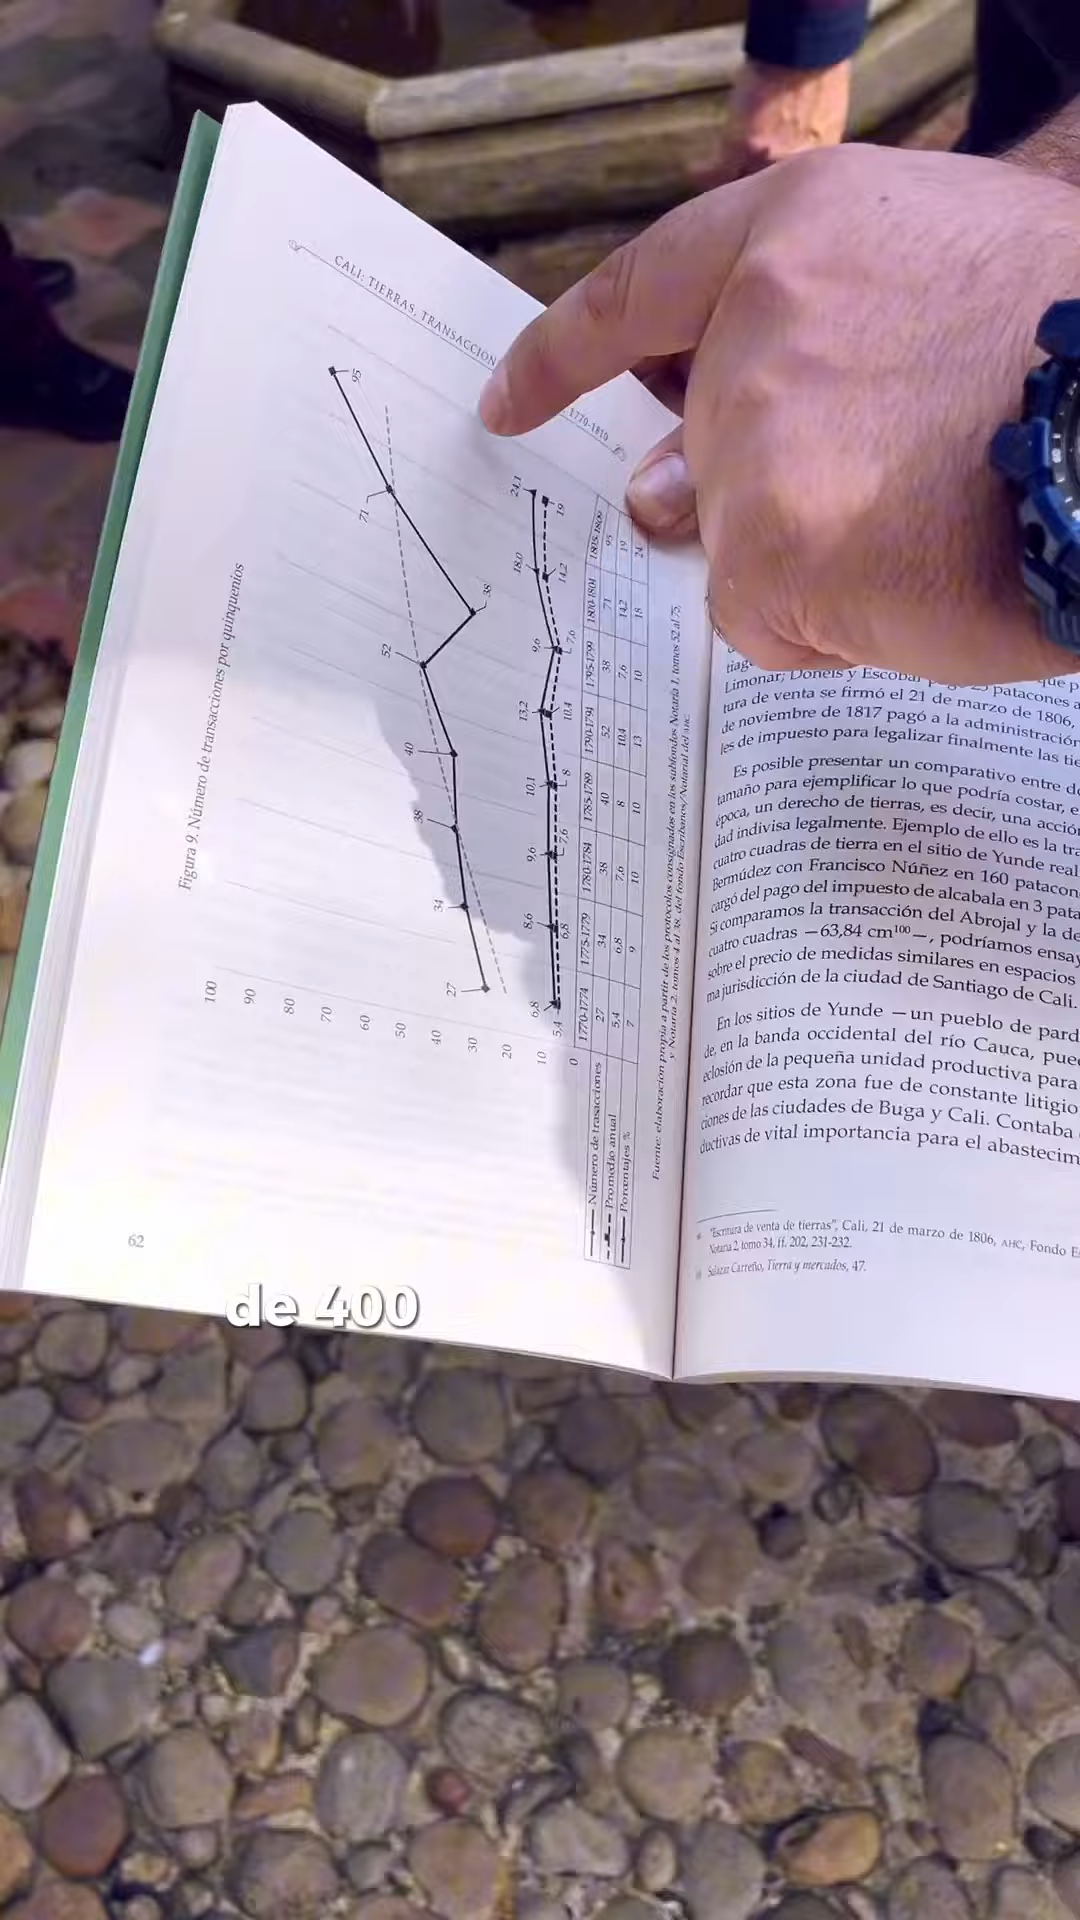 CALI: TIERRAS, TRANSACCION
1770-1810
Figura 9. Número de transacciones por quinquenios
100
90
80
70
60
50
40
30
20
10
0
27 34 38 40 52 38 71 95
6,8 8,6 9,6 10,1 13,2 9,6 18,0 24,1
5,4 6,8 7,6 8 10,4 7,6 14,2 19
1770-1774 1775-1779 1780-1784 1785-1789 1790-1794 1795-1799 1800-1804 1805-1809
Número de trasacciones 27 34 38 40 52 38 71 95
Promedio anual 5,4 6,8 7,6 8 10,4 7,6 14,2 19
Porcentajes % 7 9 10 10 13 10 18 24
Fuente: elaboración propia a partir de los protocolos consignados en los subfondos Notaría 1, tomos 52 al 75,
y Notaría 2, tomos 4 al 38, del fondo Escribanos/Notarial del AHC.
62
tiag
Limonar; Doneis y Escobar que p
tura de venta se firmó el 21 de marzo de 1806,
de noviembre de 1817 pagó a la administración
les de impuesto para legalizar finalmente las tie
Es posible presentar un comparativo entre d
tamaño para ejemplificar lo que podría costar, e
época, un derecho de tierras, es decir, una acció
dad indivisa legalmente. Ejemplo de ello es la tra
cuatro cuadras de tierra en el sitio de Yunde real
Bermúdez con Francisco Núñez en 160 patacon
cargó del pago del impuesto de alcabala en 3 pata
Si comparamos la transacción del Abrojal y la de
cuatro cuadras —63,84 cm¹⁰⁰—, podríamos ensay
sobre el precio de medidas similares en espacios
ma jurisdicción de la ciudad de Santiago de Cali.
En los sitios de Yunde —un pueblo de pard
de, en la banda occidental del río Cauca, pue
eclosión de la pequeña unidad productiva para
recordar que esta zona fue de constante litigio
ciones de las ciudades de Buga y Cali. Contaba
ductivas de vital importancia para el abastecim
"Escritura de venta de tierras", Cali, 21 de marzo de 1806, AHC, Fondo E
Notaría 2, tomo 34, ff. 202, 231-232.
Salazar Carreño, Tierra y mercados, 47.
de 400